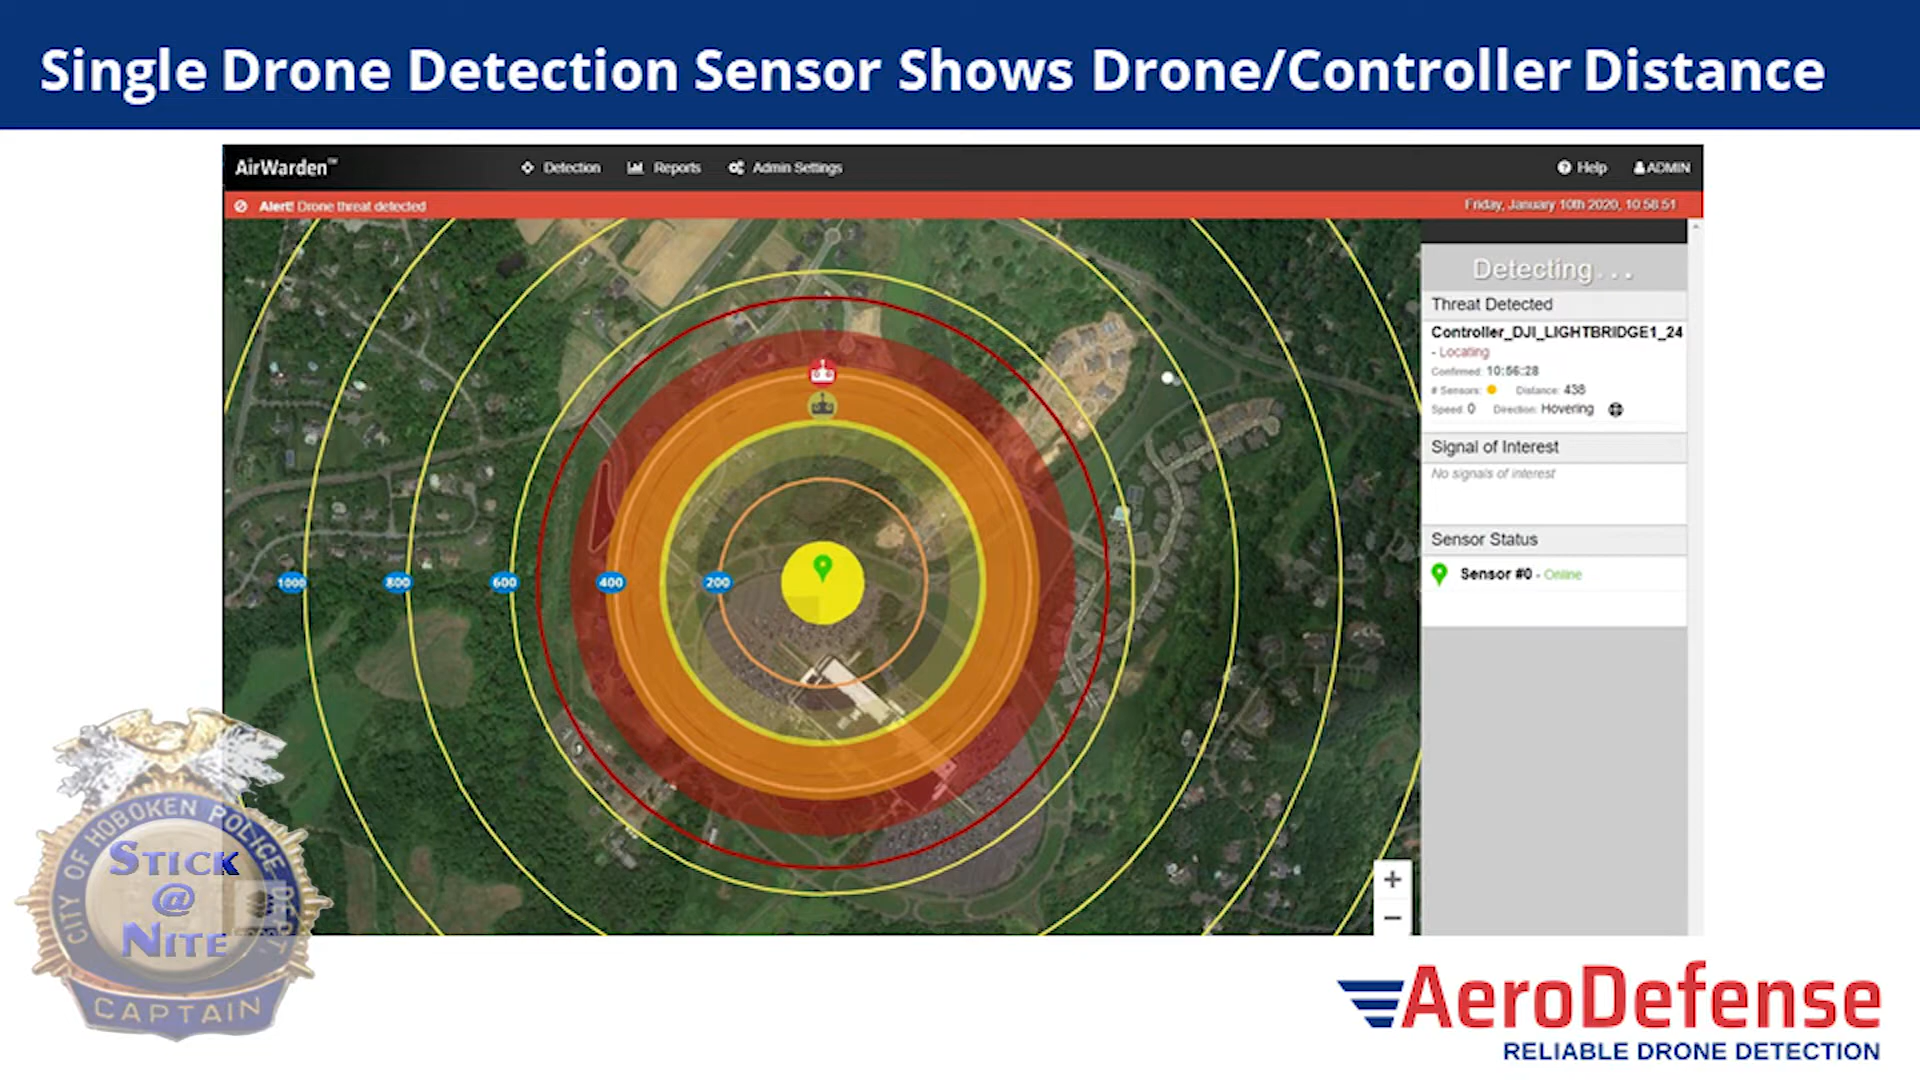 Single Drone Detection Sensor Shows Drone/Controller Distance
AirWarden™
Detection
Reports
Admin Settings
Help
ADMIN
Alert! Drone threat detected
Friday, January 10th 2020, 10:58:51
Detecting...
Threat Detected
Controller_DJI_LIGHTBRIDGE1_24
- Locating
Confirmed: 10:56:28
# Sensors: Distance: 438
Speed: 0 Direction: Hovering
Signal of Interest
No signals of interest
Sensor Status
Sensor #0 - Online
1000 800 600 400 200
+
−
CITY OF HOBOKEN POLICE DEPT
STICK
@
NITE
CAPTAIN
AeroDefense
RELIABLE DRONE DETECTION